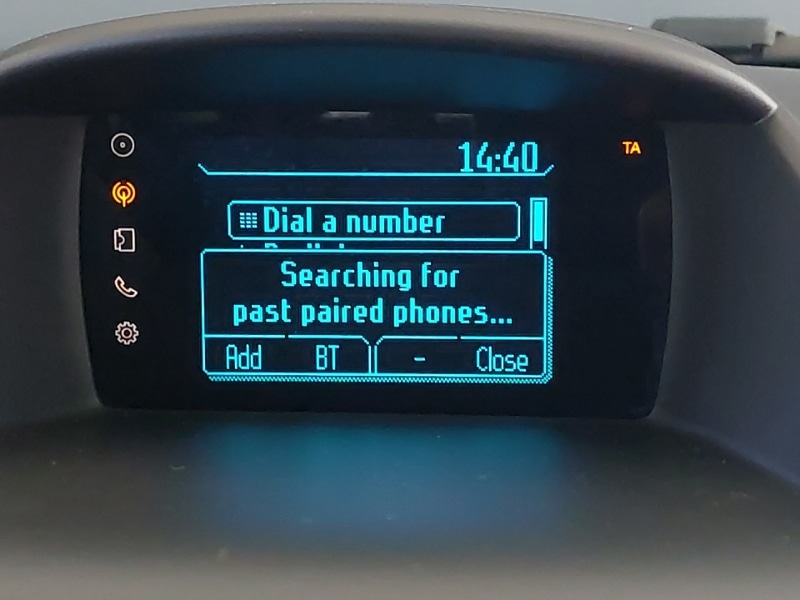 14:40
TA
Dial a number
Searching for
past paired phones...
Add BT - Close